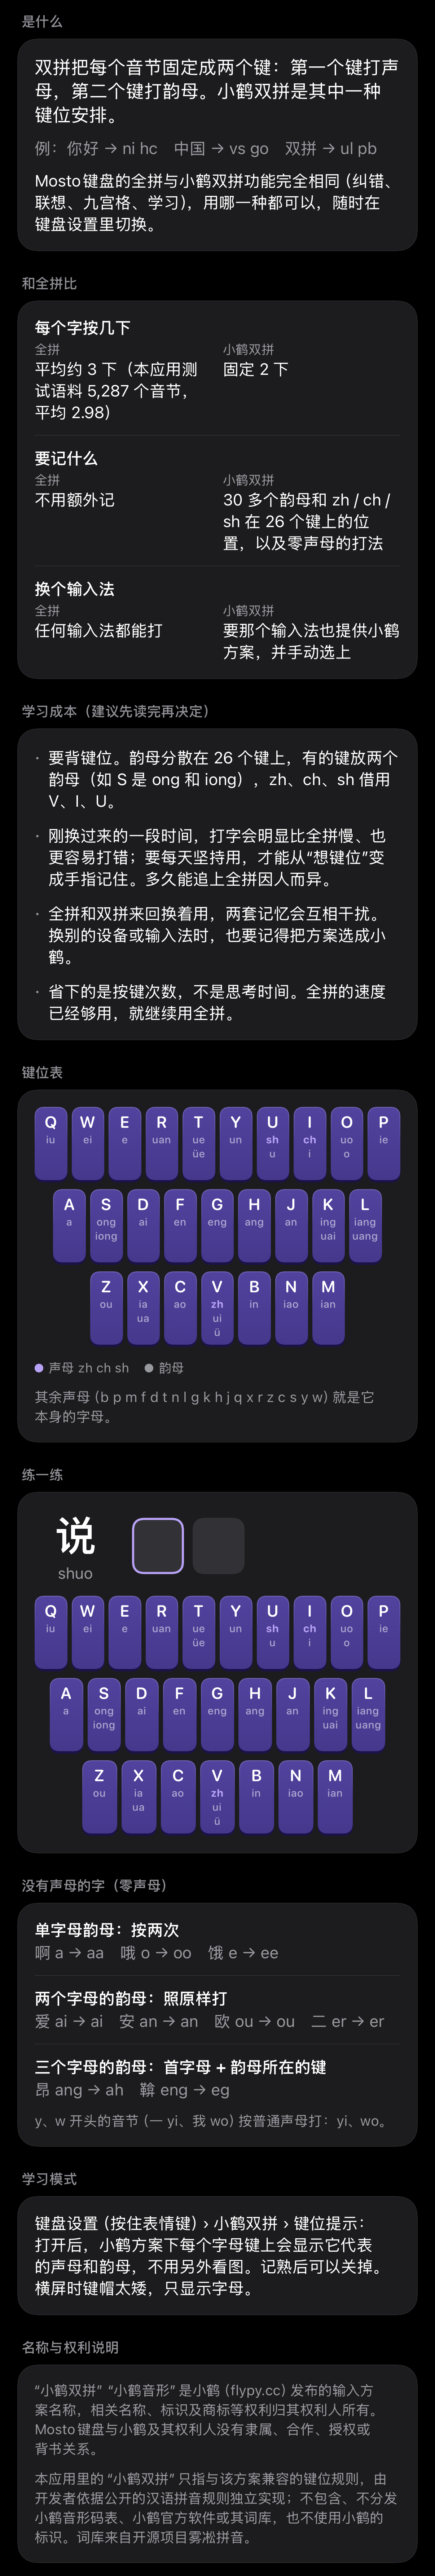 是什么
双拼把每个音节固定成两个键：第一个键打声
母，第二个键打韵母。小鹤双拼是其中一种
键位安排。
例：你好 → ni hc 中国 → vs go 双拼 → ul pb
Mosto键盘的全拼与小鹤双拼功能完全相同 (纠错、
联想、九宫格、学习)，用哪一种都可以，随时在
键盘设置里切换。
和全拼比
每个字按几下
全拼 小鹤双拼
平均约 3 下（本应用测 固定 2 下
试语料 5,287 个音节，
平均 2.98）
要记什么
全拼 小鹤双拼
不用额外记 30 多个韵母和 zh / ch /
sh 在 26 个键上的位
置，以及零声母的打法
换个输入法
全拼 小鹤双拼
任何输入法都能打 要那个输入法也提供小鹤
方案，并手动选上
学习成本（建议先读完再决定）
· 要背键位。韵母分散在 26 个键上，有的键放两个
韵母（如 S 是 ong 和 iong），zh、ch、sh 借用
V、I、U。
· 刚换过来的一段时间，打字会明显比全拼慢、也
更容易打错；要每天坚持用，才能从“想键位”变
成手指记住。多久能追上全拼因人而异。
· 全拼和双拼来回换着用，两套记忆会互相干扰。
换别的设备或输入法时，也要记得把方案选成小
鹤。
· 省下的是按键次数，不是思考时间。全拼的速度
已经够用，就继续用全拼。
键位表
Q W E R T Y U I O P
iu ei e uan ue un sh ch uo ie
üe u i o
A S D F G H J K L
a ong ai en eng ang an ing iang
iong uai uang
Z X C V B N M
ou ia ao zh in iao ian
ua ui
ü
声母 zh ch sh 韵母
其余声母 (b p m f d t n l g k h j q x r z c s y w) 就是它
本身的字母。
练一练
说
shuo
Q W E R T Y U I O P
iu ei e uan ue un sh ch uo ie
üe u i o
A S D F G H J K L
a ong ai en eng ang an ing iang
iong uai uang
Z X C V B N M
ou ia ao zh in iao ian
ua ui
ü
没有声母的字（零声母）
单字母韵母：按两次
啊 a → aa 哦 o → oo 饿 e → ee
两个字母的韵母：照原样打
爱 ai → ai 安 an → an 欧 ou → ou 二 er → er
三个字母的韵母：首字母 + 韵母所在的键
昂 ang → ah 鞥 eng → eg
y、w 开头的音节 (一 yi、我 wo) 按普通声母打：yi、wo。
学习模式
键盘设置 (按住表情键) › 小鹤双拼 › 键位提示：
打开后，小鹤方案下每个字母键上会显示它代表
的声母和韵母，不用另外看图。记熟后可以关掉。
横屏时键帽太矮，只显示字母。
名称与权利说明
“小鹤双拼” “小鹤音形” 是小鹤 (flypy.cc) 发布的输入方
案名称，相关名称、标识及商标等权利归其权利人所有。
Mosto键盘与小鹤及其权利人没有隶属、合作、授权或
背书关系。
本应用里的 “小鹤双拼” 只指与该方案兼容的键位规则，由
开发者依据公开的汉语拼音规则独立实现；不包含、不分发
小鹤音形码表、小鹤官方软件或其词库，也不使用小鹤的
标识。词库来自开源项目雾凇拼音。